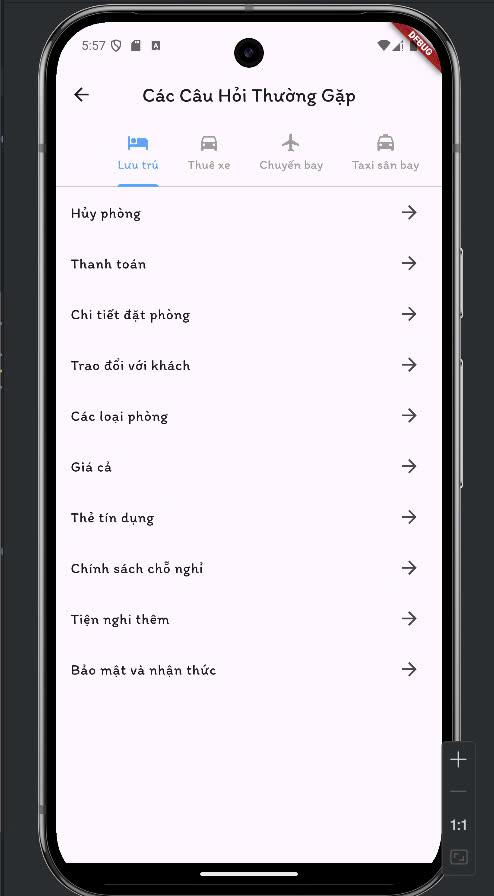 5:57
DEBUG
Các Câu Hỏi Thường Gặp
Lưu trú
Thuê xe
Chuyến bay
Taxi sân bay
Hủy phòng
Thanh toán
Chi tiết đặt phòng
Trao đổi với khách
Các loại phòng
Giá cả
Thẻ tín dụng
Chính sách chỗ nghỉ
Tiện nghi thêm
Bảo mật và nhận thức
1:1